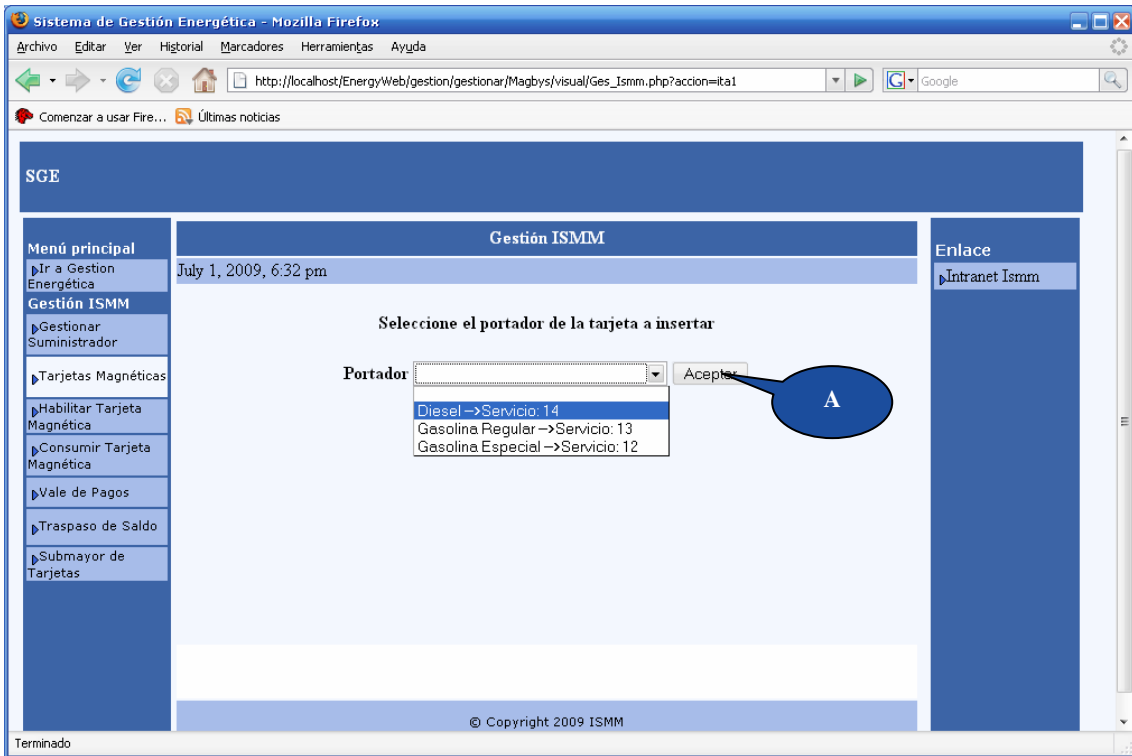 Sistema de Gestión Energética - Mozilla Firefox
Archivo Editar Ver Historial Marcadores Herramientas Ayuda
http://localhost/EnergyWeb/gestion/gestionar/Magbys/visual/Ges_Ismm.php?accion=ita1
G Google
Comenzar a usar Fire... Últimas noticias
SGE
Menú principal
Ir a Gestion
Energética
Gestión ISMM
Gestionar
Suministrador
Tarjetas Magnéticas
Habilitar Tarjeta
Magnética
Consumir Tarjeta
Magnética
Vale de Pagos
Traspaso de Saldo
Submayor de
Tarjetas
Gestión ISMM
July 1, 2009, 6:32 pm
Seleccione el portador de la tarjeta a insertar
Portador Aceptar
A
Diesel -->Servicio: 14
Gasolina Regular -->Servicio: 13
Gasolina Especial -->Servicio: 12
Enlace
Intranet Ismm
© Copyright 2009 ISMM
Terminado